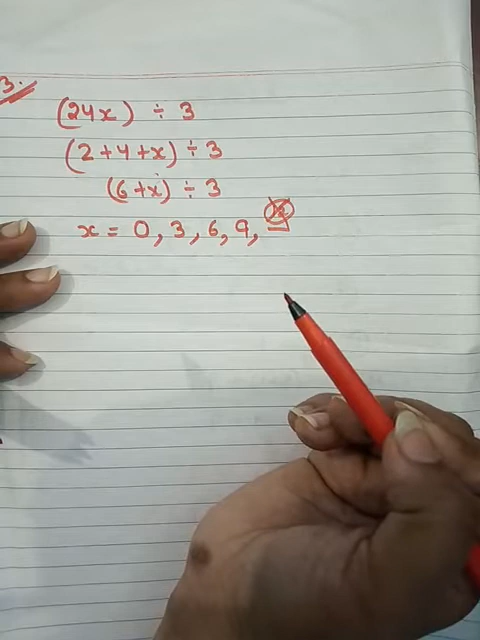 3.
(24x) ÷ 3
(2+4+x) ÷ 3
(6+x) ÷ 3
x = 0, 3, 6, 9,